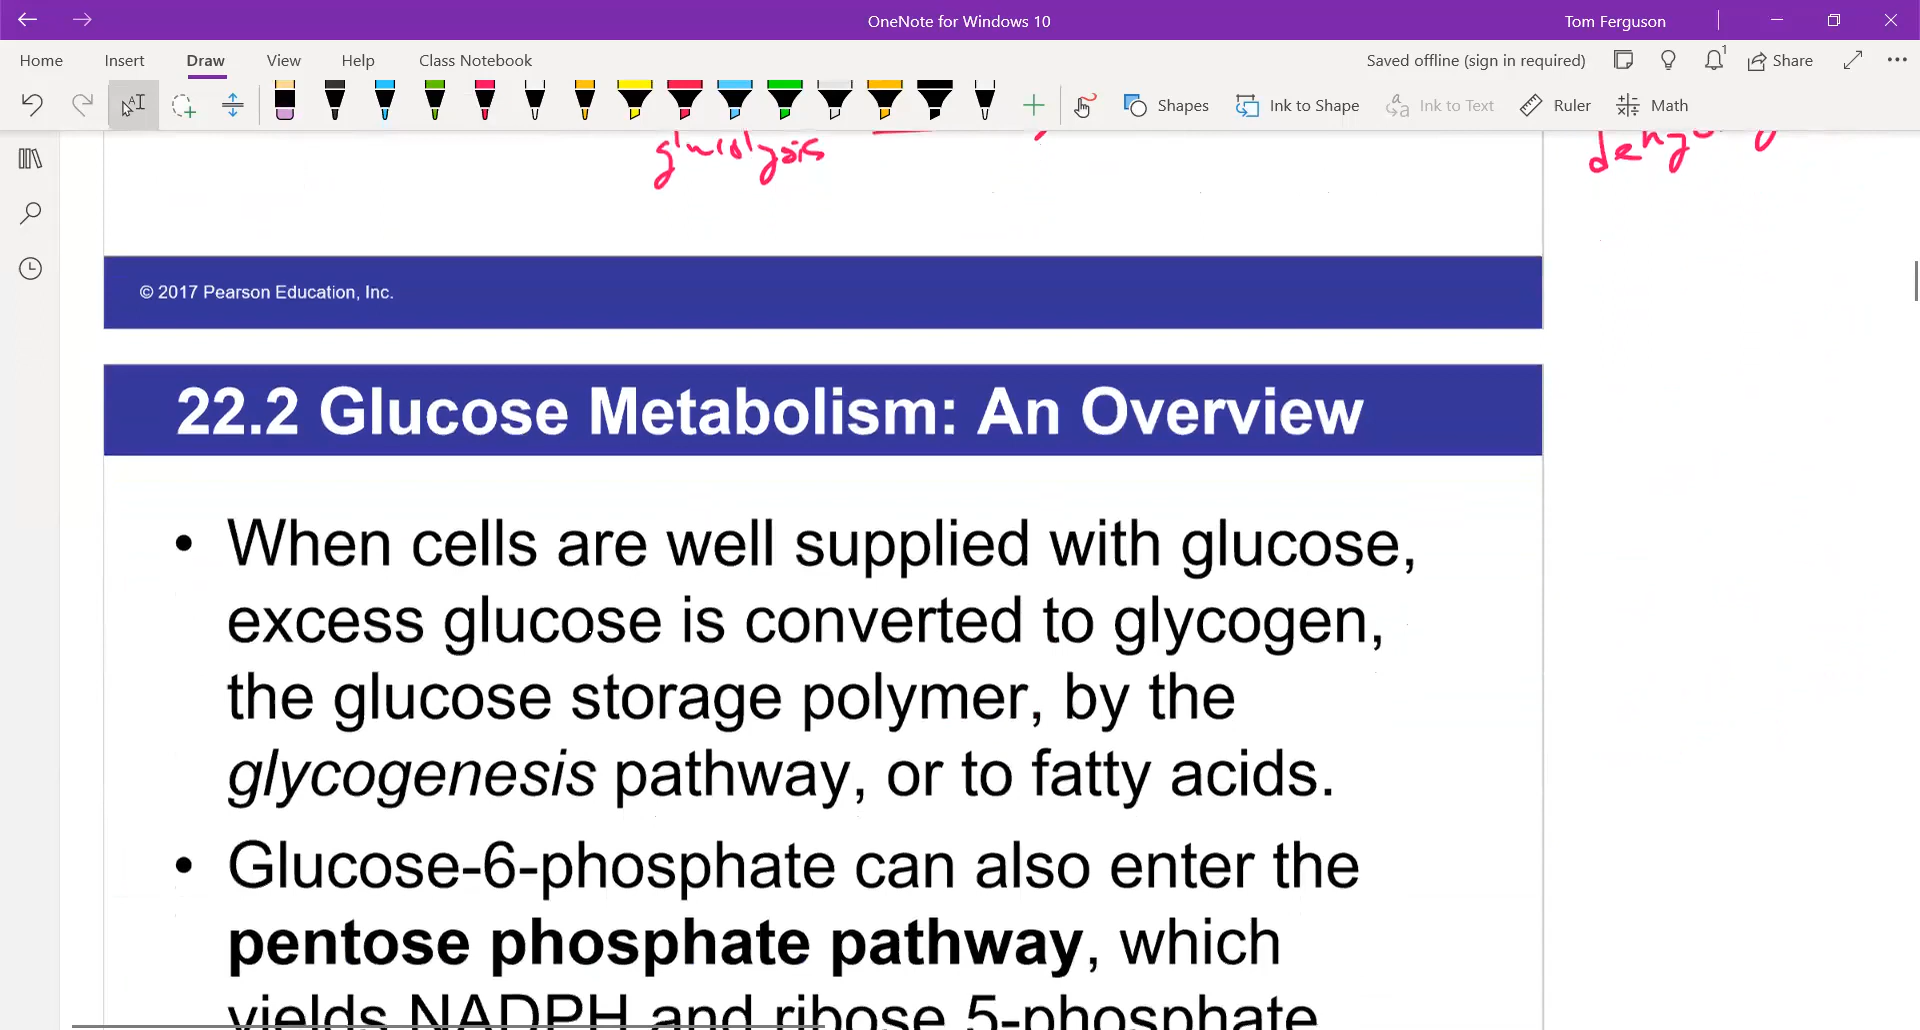 OneNote for Windows 10
Tom Ferguson
Home
Insert
Draw
View
Help
Class Notebook
Saved offline (sign in required)
1
Share
Shapes
Ink to Shape
Ink to Text
Ruler
Math
© 2017 Pearson Education, Inc.
22.2 Glucose Metabolism: An Overview
• When cells are well supplied with glucose,
excess glucose is converted to glycogen,
the glucose storage polymer, by the
glycogenesis pathway, or to fatty acids.
• Glucose-6-phosphate can also enter the
pentose phosphate pathway, which
yields NADPH and ribose 5-phosphate